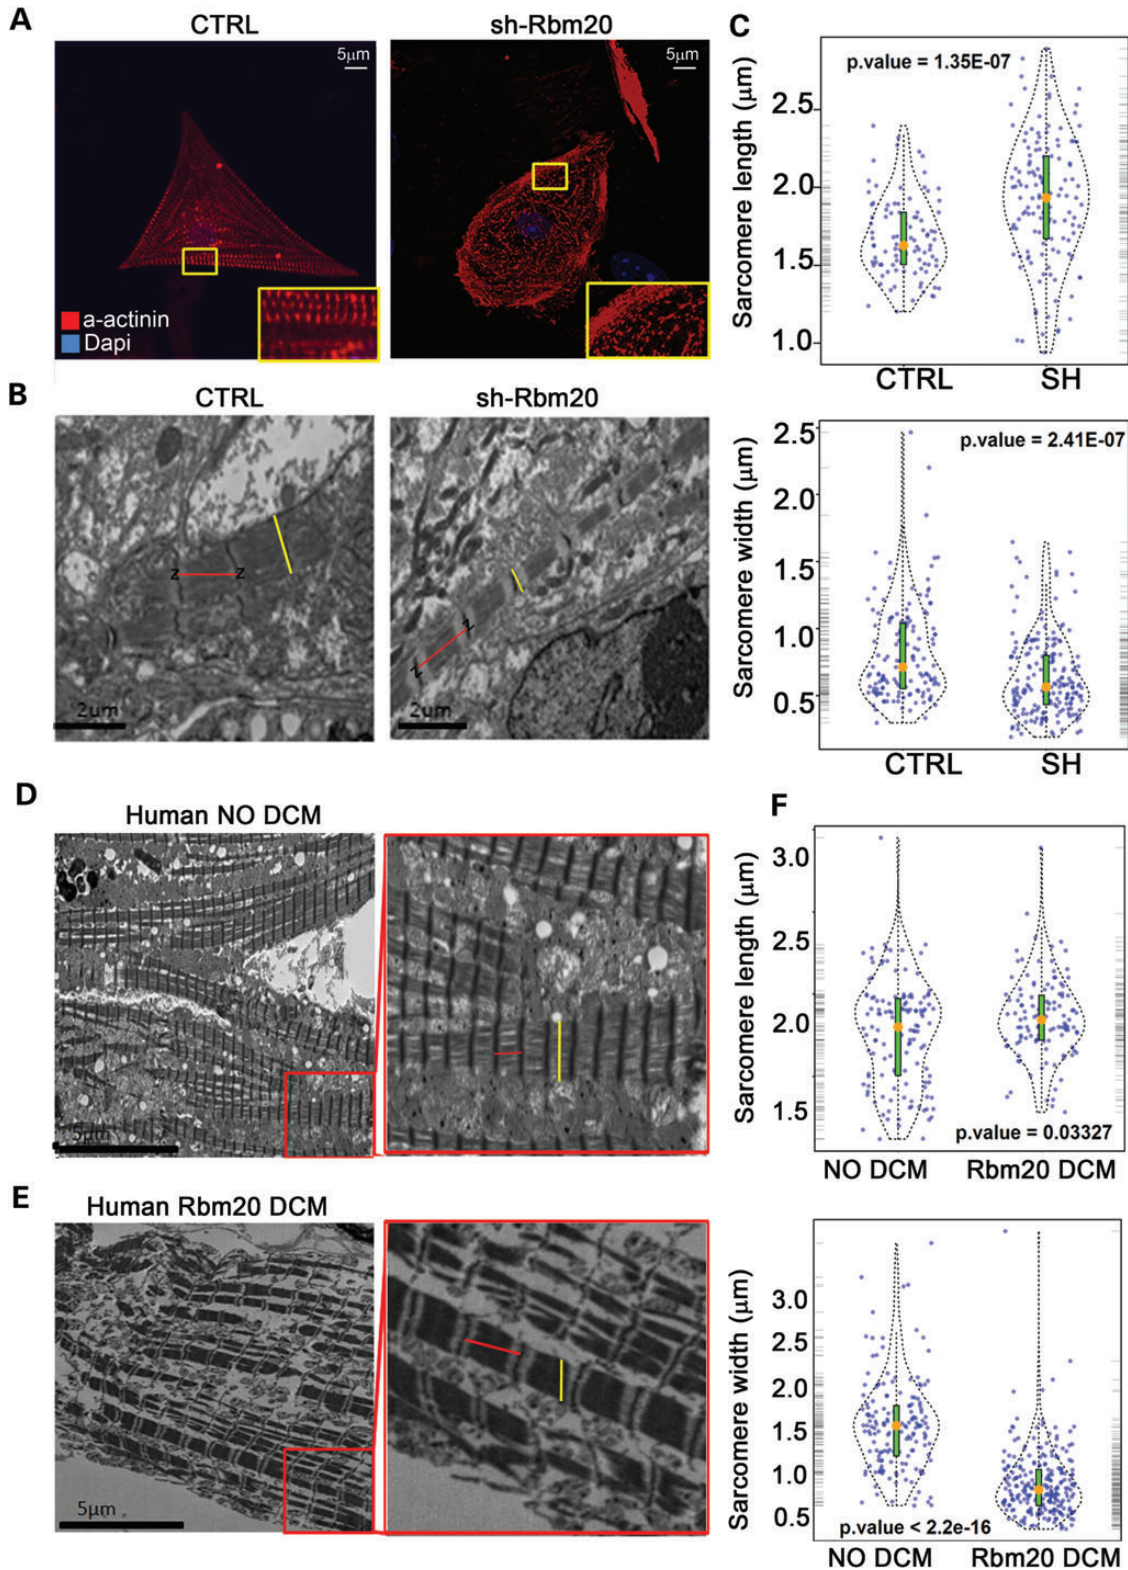 A
CTRL
sh-Rbm20
5μm
5μm
a-actinin
Dapi
B
CTRL
sh-Rbm20
z
z
z
z
2um
2um
C
Sarcomere length (μm)
p.value = 1.35E-07
2.5
2.0
1.5
1.0
CTRL
SH
Sarcomere width (μm)
p.value = 2.41E-07
2.5
2.0
1.5
1.0
0.5
CTRL
SH
D
Human NO DCM
5μm
E
Human Rbm20 DCM
5μm
F
Sarcomere length (μm)
3.0
2.5
2.0
1.5
p.value = 0.03327
NO DCM
Rbm20 DCM
Sarcomere width (μm)
3.0
2.5
2.0
1.5
1.0
0.5
p.value < 2.2e-16
NO DCM
Rbm20 DCM